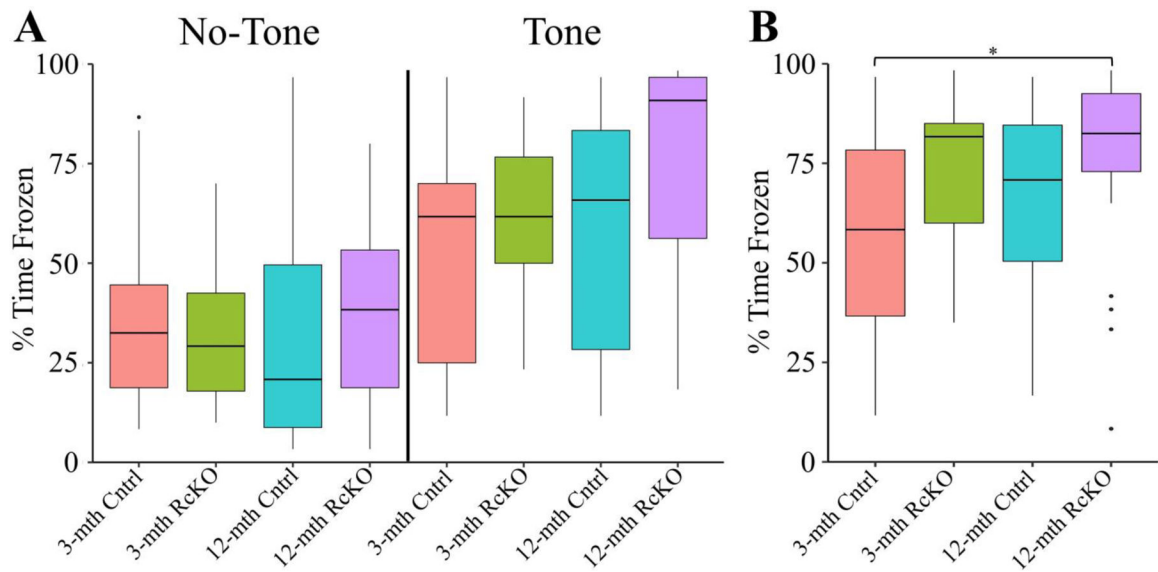 A
No-Tone
Tone
% Time Frozen
100
75
50
25
0
3-mth Cntrl
3-mth RcKO
12-mth Cntrl
12-mth RcKO
3-mth Cntrl
3-mth RcKO
12-mth Cntrl
12-mth RcKO
B
*
% Time Frozen
100
75
50
25
0
3-mth Cntrl
3-mth RcKO
12-mth Cntrl
12-mth RcKO